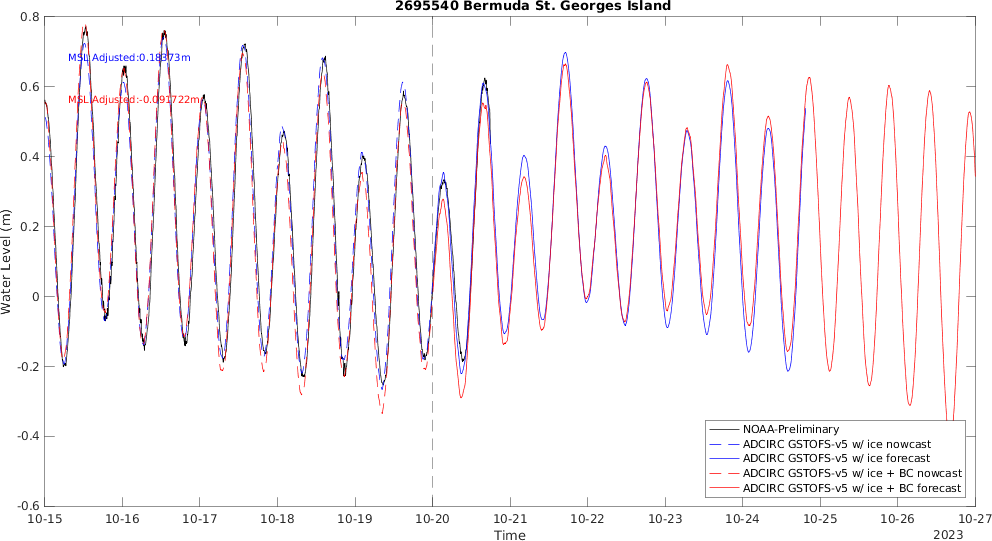 2695540 Bermuda St. Georges Island
0.8
0.6
0.4
0.2
0
-0.2
-0.4
-0.6
Water Level (m)
MSL Adjusted:0.18373m
MSL Adjusted:-0.091722m
NOAA-Preliminary
ADCIRC GSTOFS-v5 w/ ice nowcast
ADCIRC GSTOFS-v5 w/ ice forecast
ADCIRC GSTOFS-v5 w/ ice + BC nowcast
ADCIRC GSTOFS-v5 w/ ice + BC forecast
10-15 10-16 10-17 10-18 10-19 10-20 10-21 10-22 10-23 10-24 10-25 10-26 10-27
Time
2023